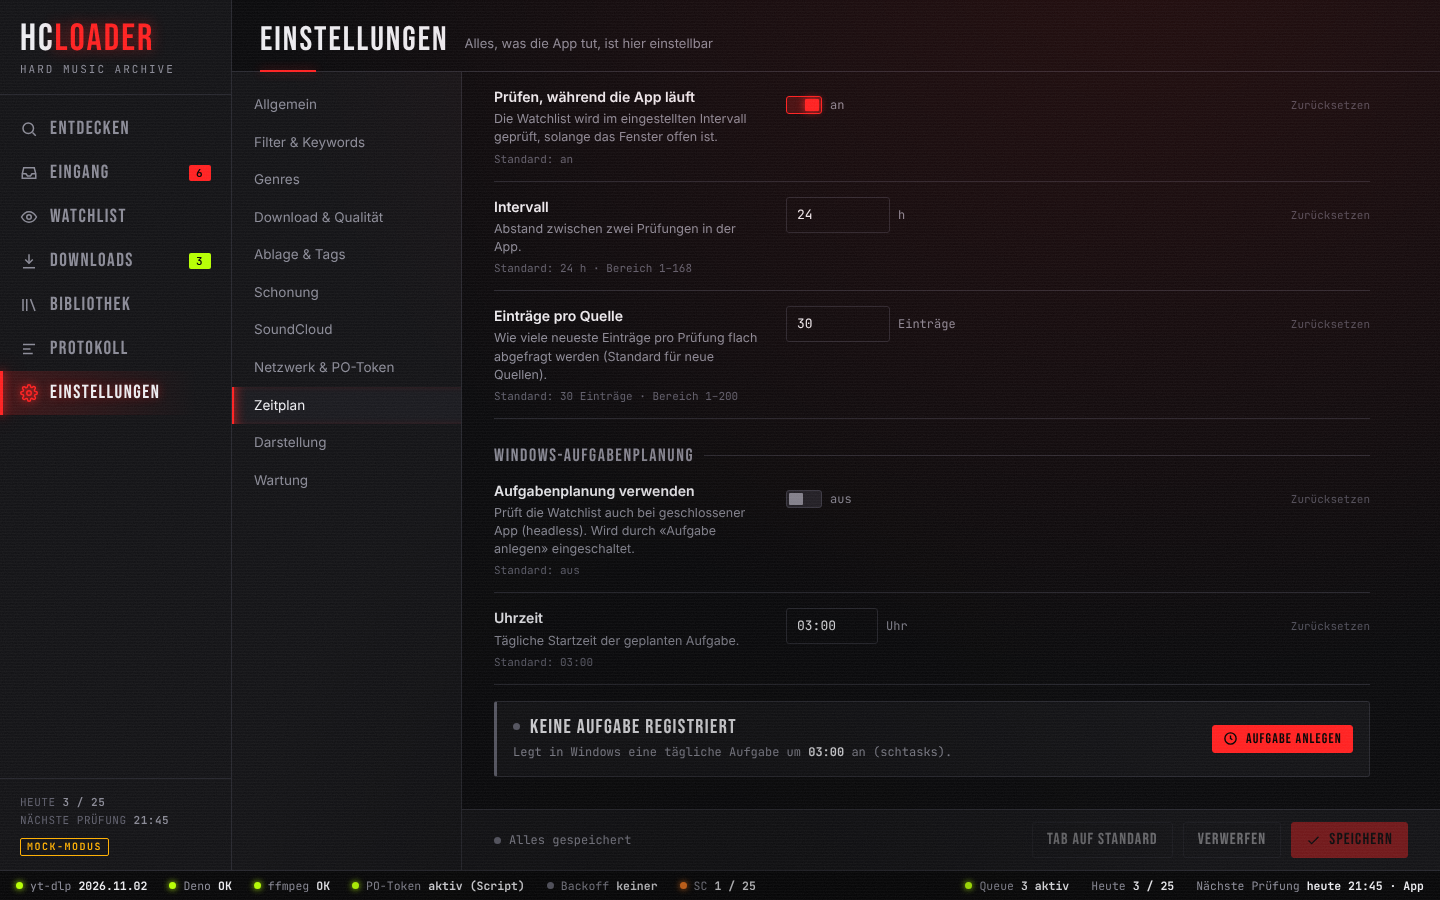 HCLOADER
HARD MUSIC ARCHIVE
ENTDECKEN
EINGANG 6
WATCHLIST
DOWNLOADS 3
BIBLIOTHEK
PROTOKOLL
EINSTELLUNGEN
HEUTE 3 / 25
NÄCHSTE PRÜFUNG 21:45
MOCK-MODUS
EINSTELLUNGEN Alles, was die App tut, ist hier einstellbar
Allgemein
Filter & Keywords
Genres
Download & Qualität
Ablage & Tags
Schonung
SoundCloud
Netzwerk & PO-Token
Zeitplan
Darstellung
Wartung
Prüfen, während die App läuft an Zurücksetzen
Die Watchlist wird im eingestellten Intervall
geprüft, solange das Fenster offen ist.
Standard: an
Intervall 24 h Zurücksetzen
Abstand zwischen zwei Prüfungen in der
App.
Standard: 24 h · Bereich 1–168
Einträge pro Quelle 30 Einträge Zurücksetzen
Wie viele neueste Einträge pro Prüfung flach
abgefragt werden (Standard für neue
Quellen).
Standard: 30 Einträge · Bereich 1–200
WINDOWS-AUFGABENPLANUNG
Aufgabenplanung verwenden aus Zurücksetzen
Prüft die Watchlist auch bei geschlossener
App (headless). Wird durch «Aufgabe
anlegen» eingeschaltet.
Standard: aus
Uhrzeit 03:00 Uhr Zurücksetzen
Tägliche Startzeit der geplanten Aufgabe.
Standard: 03:00
KEINE AUFGABE REGISTRIERT
Legt in Windows eine tägliche Aufgabe um 03:00 an (schtasks).
AUFGABE ANLEGEN
Alles gespeichert TAB AUF STANDARD VERWERFEN SPEICHERN
yt-dlp 2026.11.02 Deno OK ffmpeg OK PO-Token aktiv (Script) Backoff keiner SC 1 / 25 Queue 3 aktiv Heute 3 / 25 Nächste Prüfung heute 21:45 · App